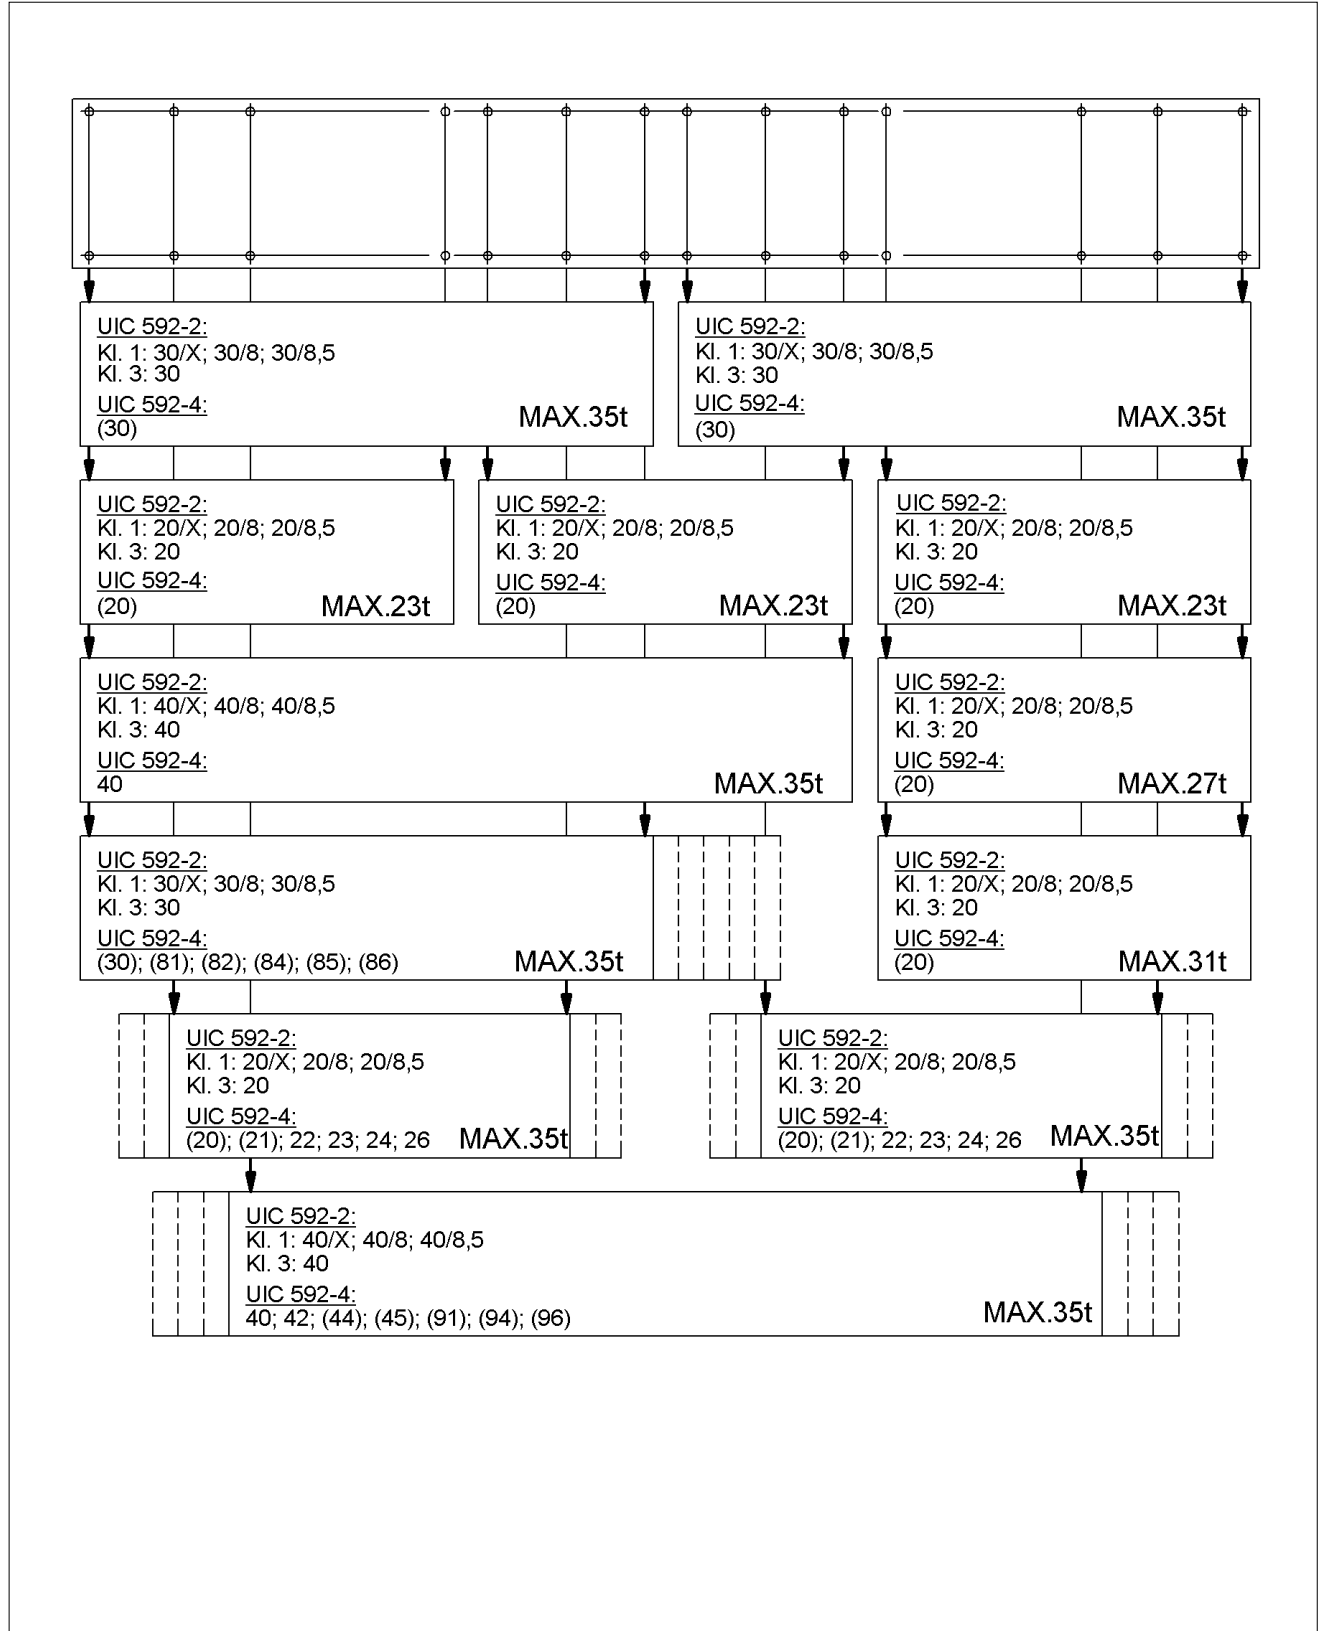 UIC 592-2:
Kl. 1: 30/X; 30/8; 30/8,5
Kl. 3: 30
UIC 592-4:
(30)
MAX.35t
UIC 592-2:
Kl. 1: 30/X; 30/8; 30/8,5
Kl. 3: 30
UIC 592-4:
(30)
MAX.35t
UIC 592-2:
Kl. 1: 20/X; 20/8; 20/8,5
Kl. 3: 20
UIC 592-4:
(20)
MAX.23t
UIC 592-2:
Kl. 1: 20/X; 20/8; 20/8,5
Kl. 3: 20
UIC 592-4:
(20)
MAX.23t
UIC 592-2:
Kl. 1: 20/X; 20/8; 20/8,5
Kl. 3: 20
UIC 592-4:
(20)
MAX.23t
UIC 592-2:
Kl. 1: 40/X; 40/8; 40/8,5
Kl. 3: 40
UIC 592-4:
40
MAX.35t
UIC 592-2:
Kl. 1: 20/X; 20/8; 20/8,5
Kl. 3: 20
UIC 592-4:
(20)
MAX.27t
UIC 592-2:
Kl. 1: 30/X; 30/8; 30/8,5
Kl. 3: 30
UIC 592-4:
(30); (81); (82); (84); (85); (86)
MAX.35t
UIC 592-2:
Kl. 1: 20/X; 20/8; 20/8,5
Kl. 3: 20
UIC 592-4:
(20)
MAX.31t
UIC 592-2:
Kl. 1: 20/X; 20/8; 20/8,5
Kl. 3: 20
UIC 592-4:
(20); (21); 22; 23; 24; 26
MAX.35t
UIC 592-2:
Kl. 1: 20/X; 20/8; 20/8,5
Kl. 3: 20
UIC 592-4:
(20); (21); 22; 23; 24; 26
MAX.35t
UIC 592-2:
Kl. 1: 40/X; 40/8; 40/8,5
Kl. 3: 40
UIC 592-4:
40; 42; (44); (45); (91); (94); (96)
MAX.35t